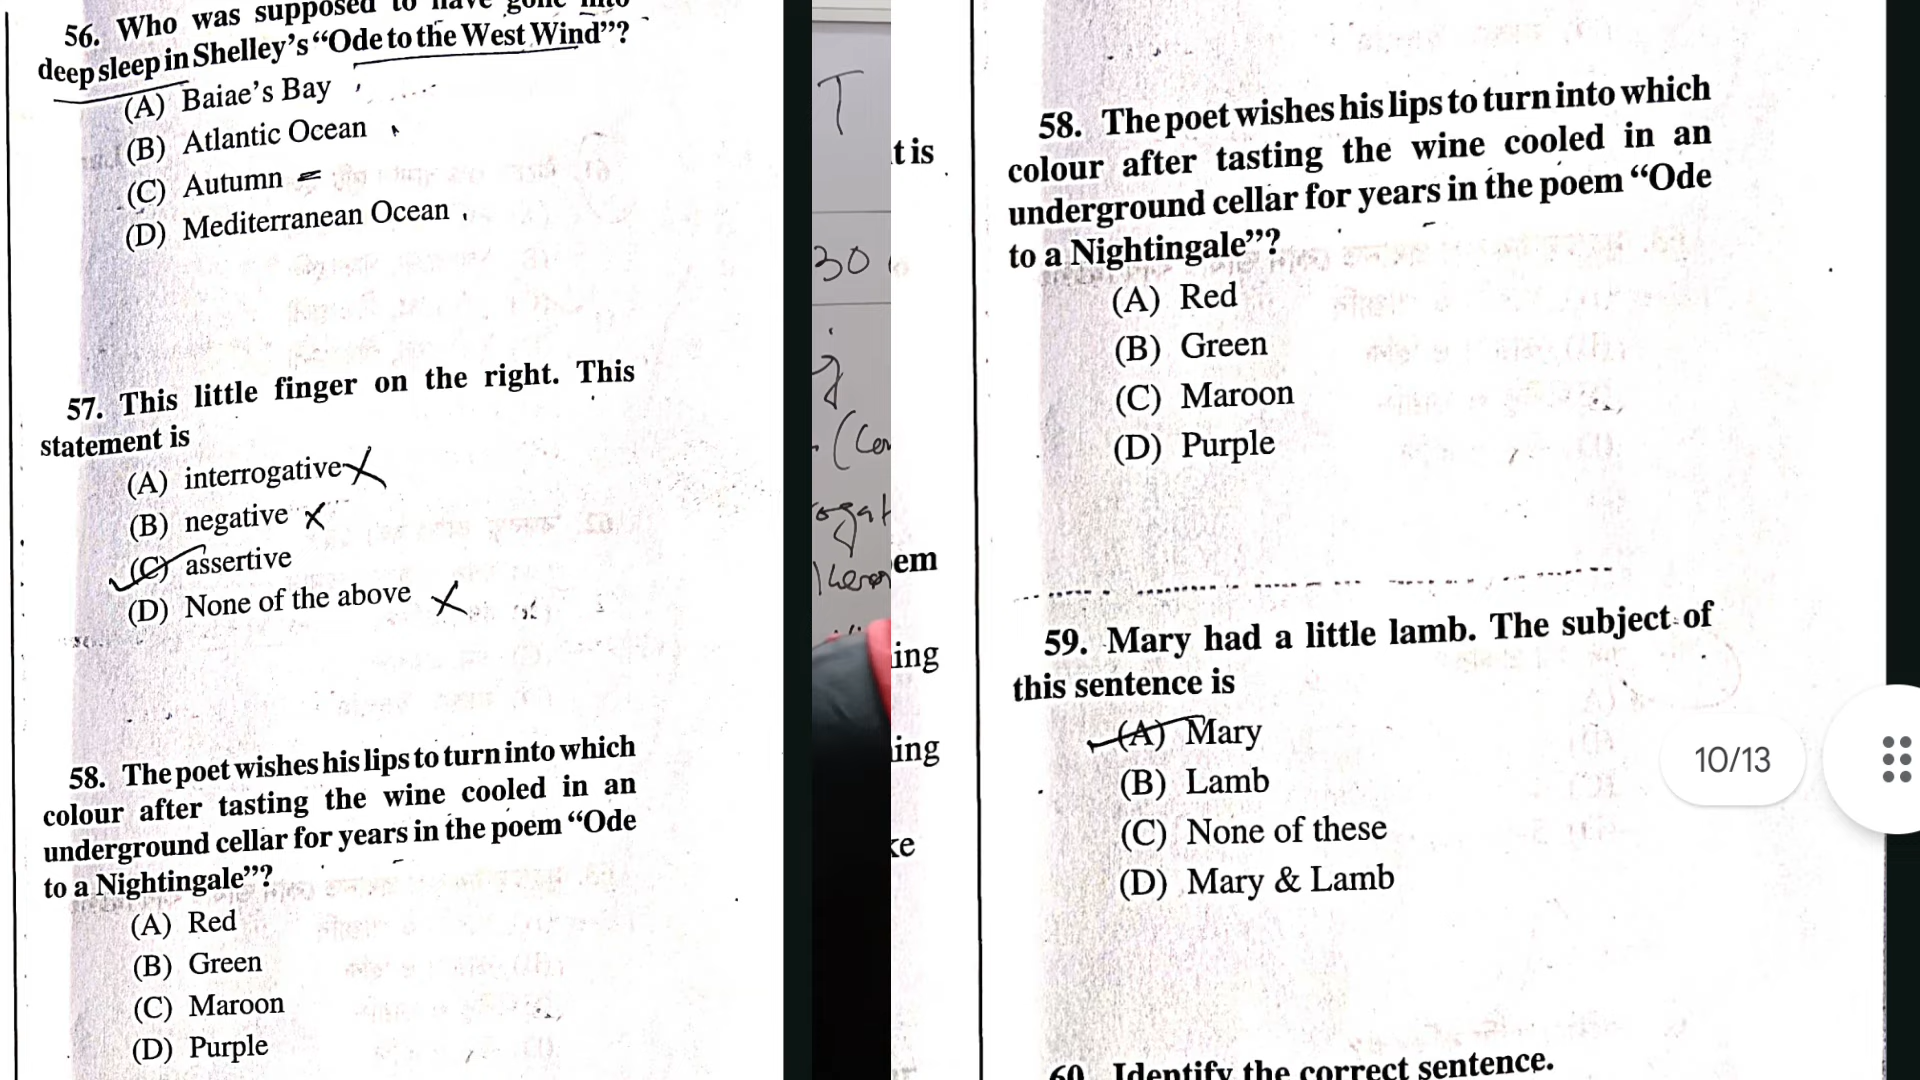 56. Who was supposed to have gone into
deep sleep in Shelley's “Ode to the West Wind”?
(A) Baiae's Bay
(B) Atlantic Ocean
(C) Autumn
(D) Mediterranean Ocean
57. This little finger on the right. This
statement is
(A) interrogative
(B) negative
(C) assertive
(D) None of the above
58. The poet wishes his lips to turn into which
colour after tasting the wine cooled in an
underground cellar for years in the poem “Ode
to a Nightingale”?
(A) Red
(B) Green
(C) Maroon
(D) Purple
T
t is
30
(Con
ogat
em
ing
ing
ke
58. The poet wishes his lips to turn into which
colour after tasting the wine cooled in an
underground cellar for years in the poem “Ode
to a Nightingale”?
(A) Red
(B) Green
(C) Maroon
(D) Purple
59. Mary had a little lamb. The subject of
this sentence is
(A) Mary
(B) Lamb
(C) None of these
(D) Mary & Lamb
10/13
60. Identify the correct sentence.